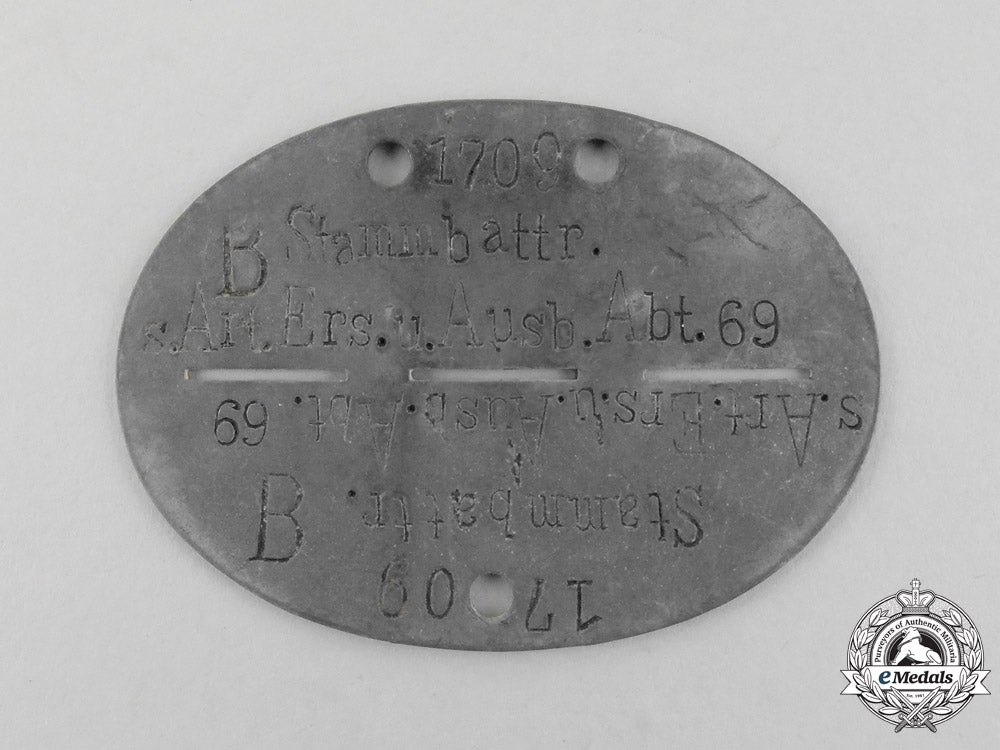 1709
B Stammbattr.
s.Art.Ers.u.Ausb.Abt.69
s.Art.Ers.u.Ausb.Abt. 69
Stammbattr. B
1709
Purveyors of Authentic Militaria
eMedals